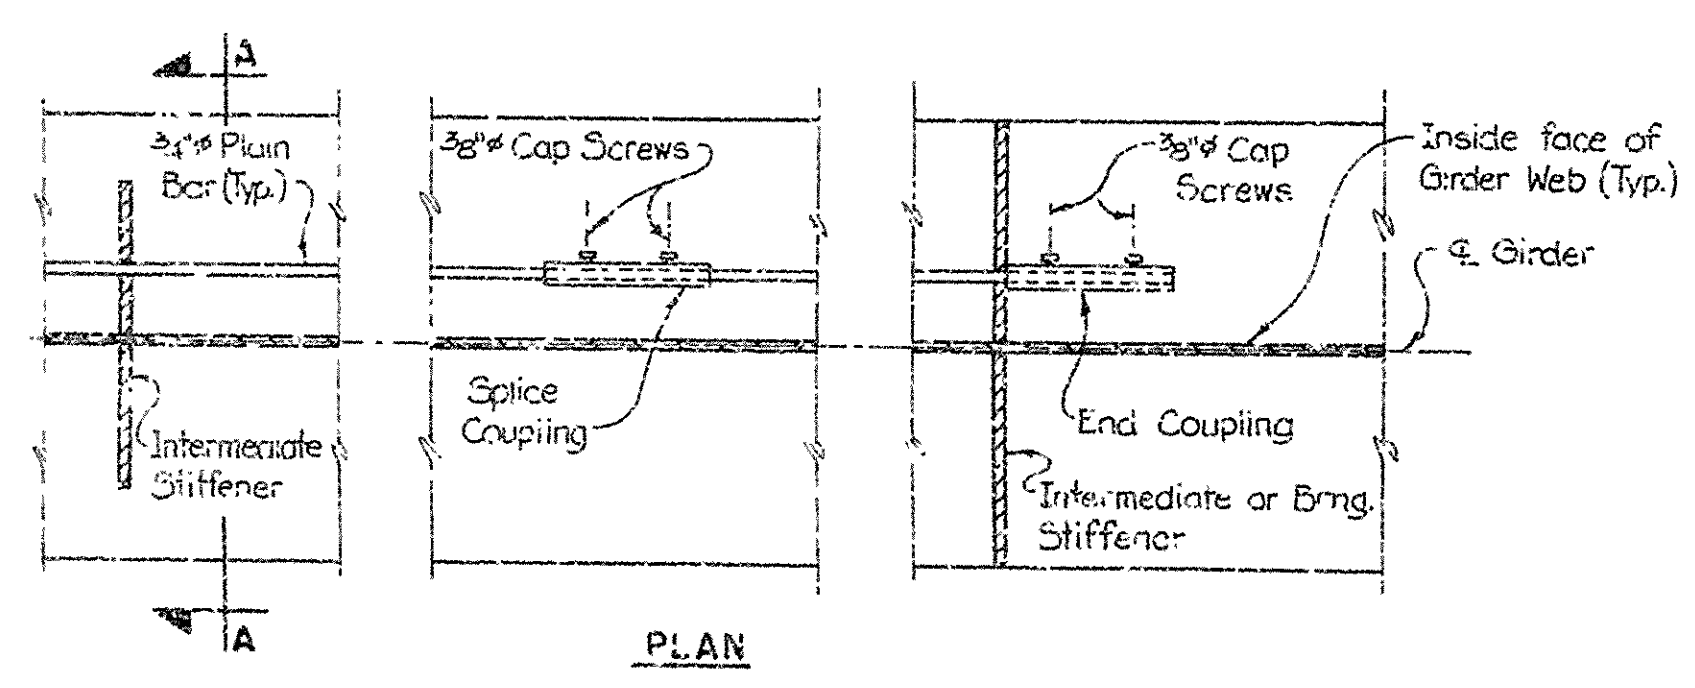 A
3/4"ø Plain
Bar (Typ.)
Intermediate
Stiffener
A
3/8"ø Cap Screws
Splice
Coupling
3/8"ø Cap
Screws
Inside face of
Girder Web (Typ.)
℄ Girder
End Coupling
Intermediate or Brng.
Stiffener
PLAN